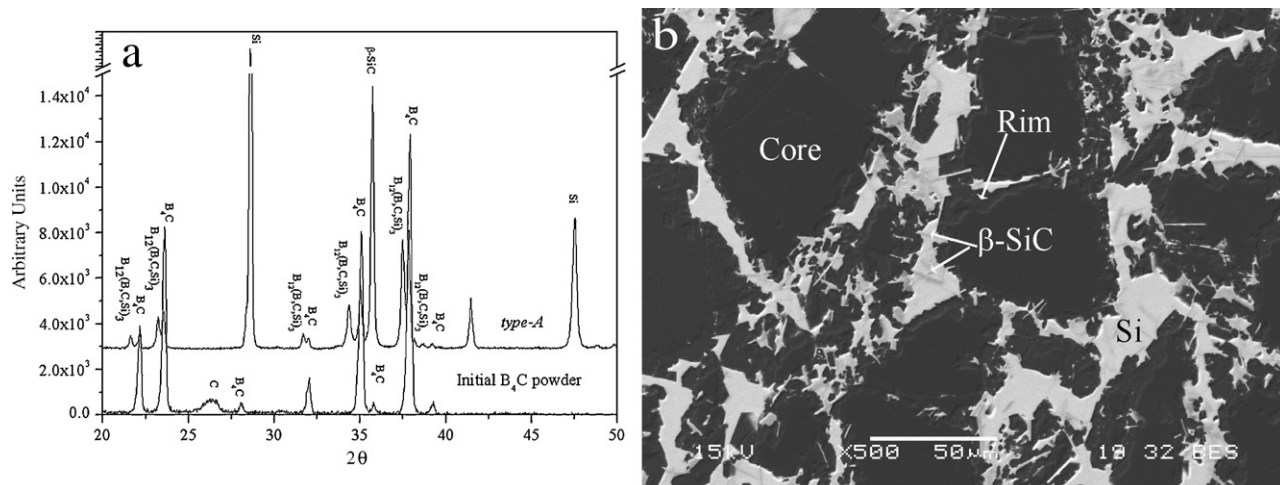 a
Arbitrary Units
1.4x10⁴
1.2x10⁴
1.0x10⁴
8.0x10³
6.0x10³
4.0x10³
2.0x10³
0.0
20
25
30
35
40
45
50
2θ
B₁₂(B,C,Si)₃
B₄C
B₁₂(B,C,Si)₃
B₄C
Si
B₁₂(B,C,Si)₃
B₄C
B₁₂(B,C,Si)₃
B₄C
β-SiC
B₁₂(B,C,Si)₃
B₄C
B₁₂(B,C,Si)₃
B₄C
Si
type-A
C
B₄C
B₄C
Initial B₄C powder
b
Core
Rim
β-SiC
Si
15kV X500 50μm 19 32 BES